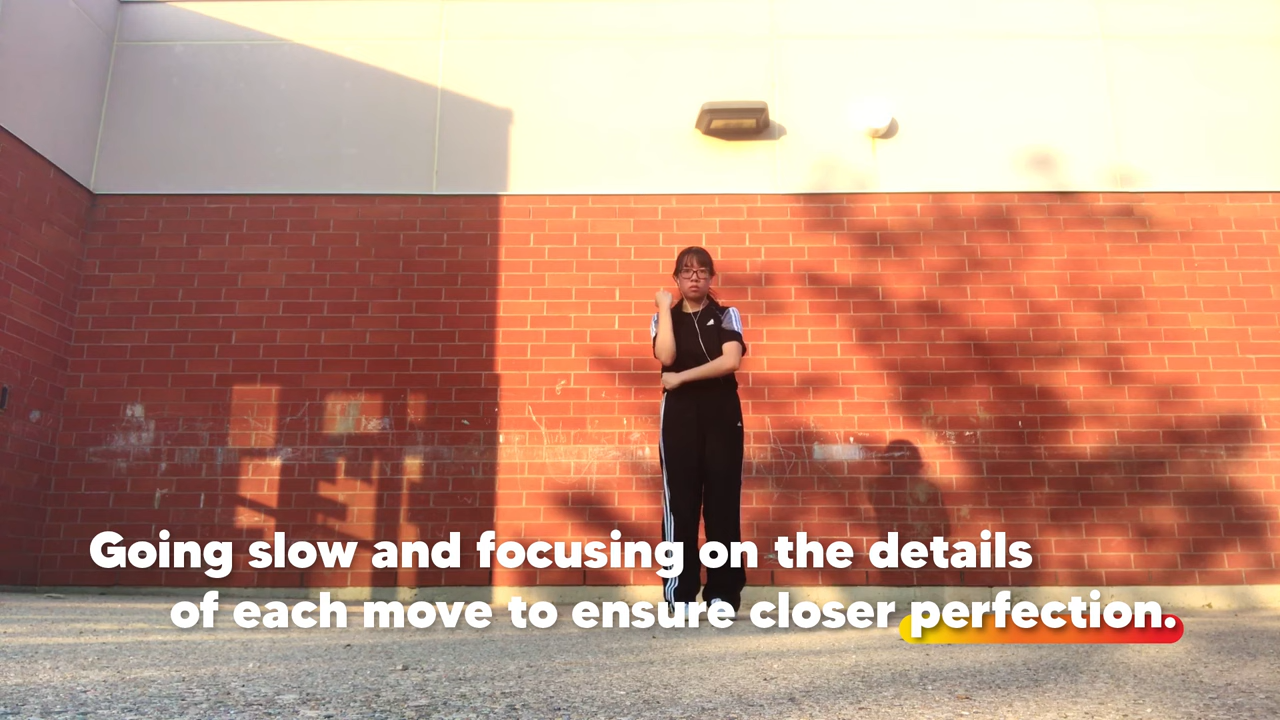 Going slow and focusing on the details
of each move to ensure closer perfection.